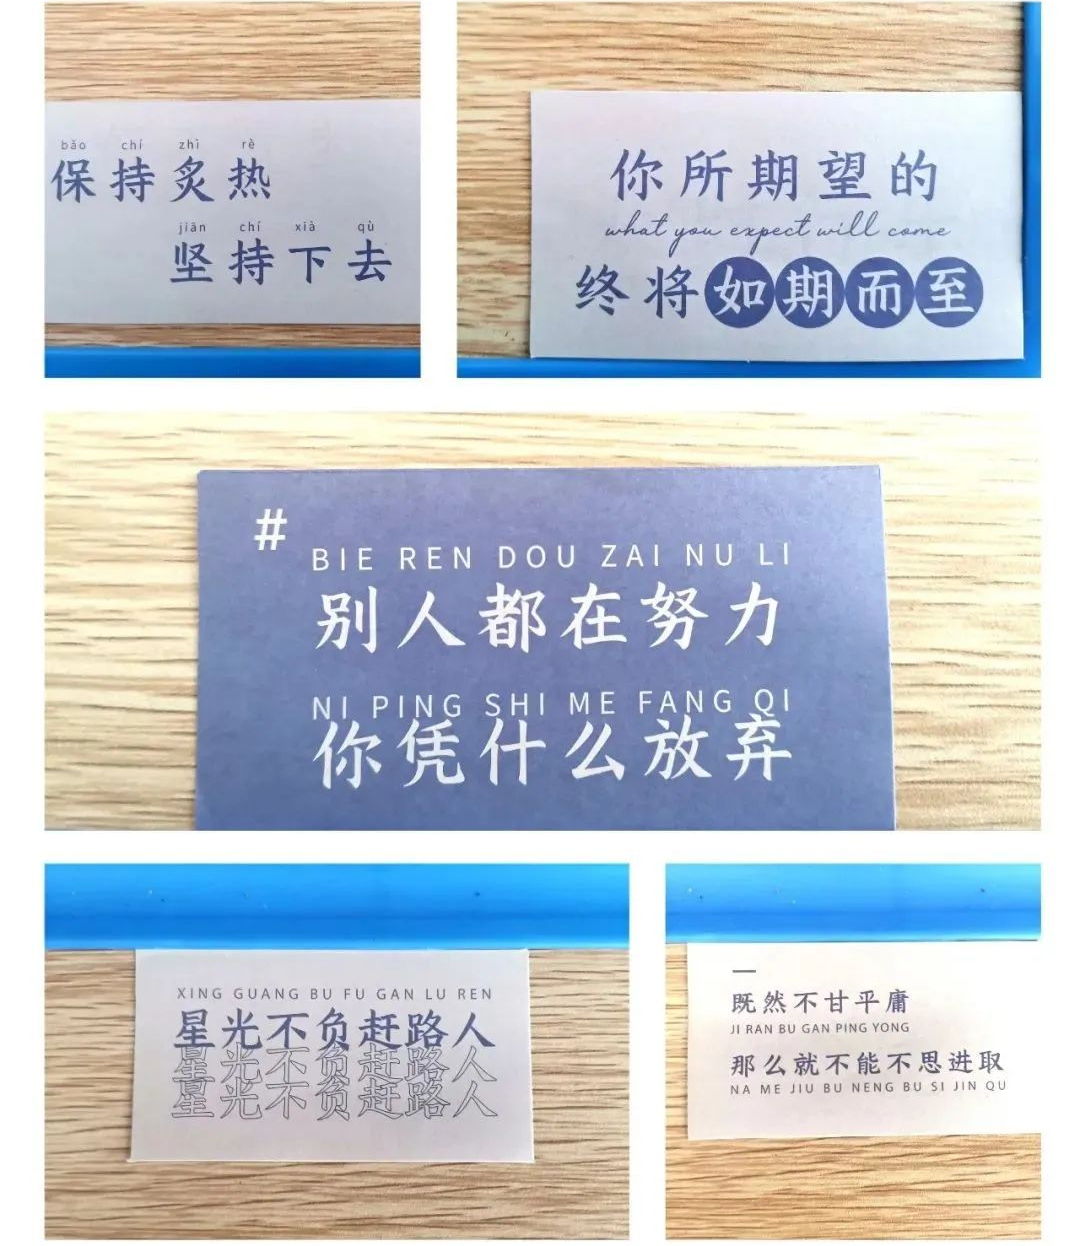 bǎo chí zhì rè
保持炙热
jiān chí xià qù
坚持下去
你所期望的
what you expect will come
终将如期而至
#
BIE REN DOU ZAI NU LI
别人都在努力
NI PING SHI ME FANG QI
你凭什么放弃
XING GUANG BU FU GAN LU REN
星光不负赶路人
星光不负赶路人
星光不负赶路人
既然不甘平庸
JI RAN BU GAN PING YONG
那么就不能不思进取
NA ME JIU BU NENG BU SI JIN QU